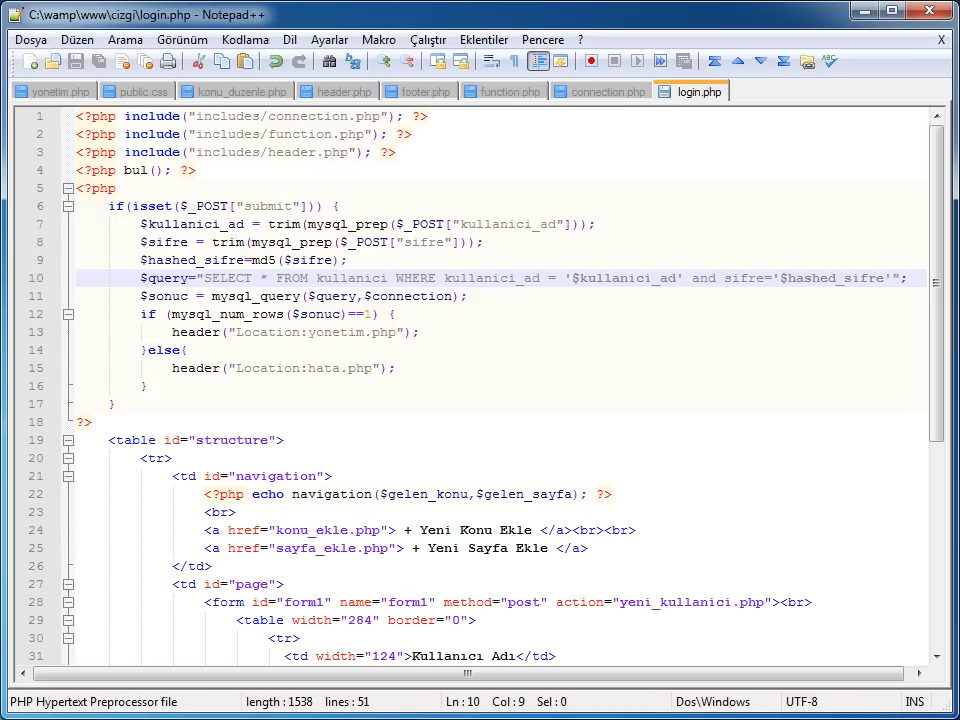 C:\wamp\www\cizgi\login.php - Notepad++
Dosya Düzen Arama Görünüm Kodlama Dil Ayarlar Makro Çalıştır Eklentiler Pencere ? X
yonetim.php public.css konu_duzenle.php header.php footer.php function.php connection.php login.php
1 <?php include("includes/connection.php"); ?>
2 <?php include("includes/function.php"); ?>
3 <?php include("includes/header.php"); ?>
4 <?php bul(); ?>
5 <?php
6 if(isset($_POST["submit"])) {
7 $kullanici_ad = trim(mysql_prep($_POST["kullanici_ad"]));
8 $sifre = trim(mysql_prep($_POST["sifre"]));
9 $hashed_sifre=md5($sifre);
10 $query="SELECT * FROM kullanici WHERE kullanici_ad = '$kullanici_ad' and sifre='$hashed_sifre'";
11 $sonuc = mysql_query($query,$connection);
12 if (mysql_num_rows($sonuc)==1) {
13 header("Location:yonetim.php");
14 }else{
15 header("Location:hata.php");
16 }
17 }
18 ?>
19 <table id="structure">
20 <tr>
21 <td id="navigation">
22 <?php echo navigation($gelen_konu,$gelen_sayfa); ?>
23 <br>
24 <a href="konu_ekle.php"> + Yeni Konu Ekle </a><br><br>
25 <a href="sayfa_ekle.php"> + Yeni Sayfa Ekle </a>
26 </td>
27 <td id="page">
28 <form id="form1" name="form1" method="post" action="yeni_kullanici.php"><br>
29 <table width="284" border="0">
30 <tr>
31 <td width="124">Kullanıcı Adı</td>
PHP Hypertext Preprocessor file length : 1538 lines : 51 Ln : 10 Col : 9 Sel : 0 Dos\Windows UTF-8 INS